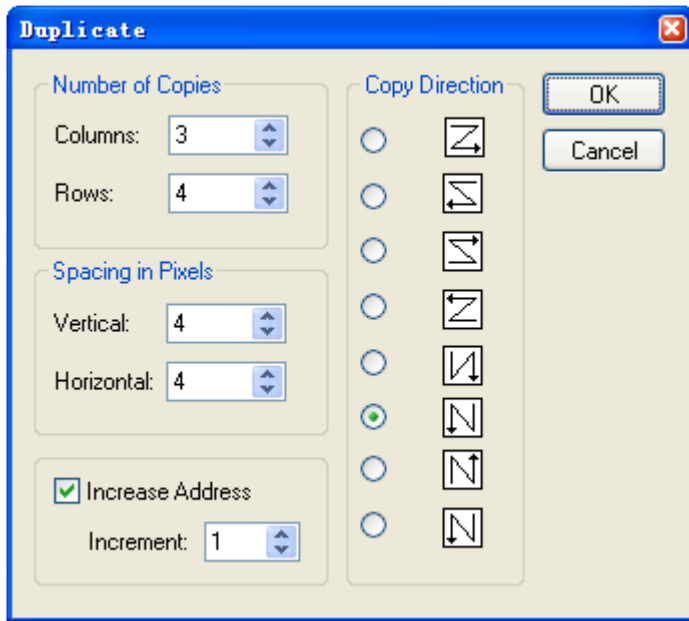 Duplicate
Number of Copies
Columns: 3
Rows: 4
Spacing in Pixels
Vertical: 4
Horizontal: 4
Increase Address
Increment: 1
Copy Direction
OK
Cancel